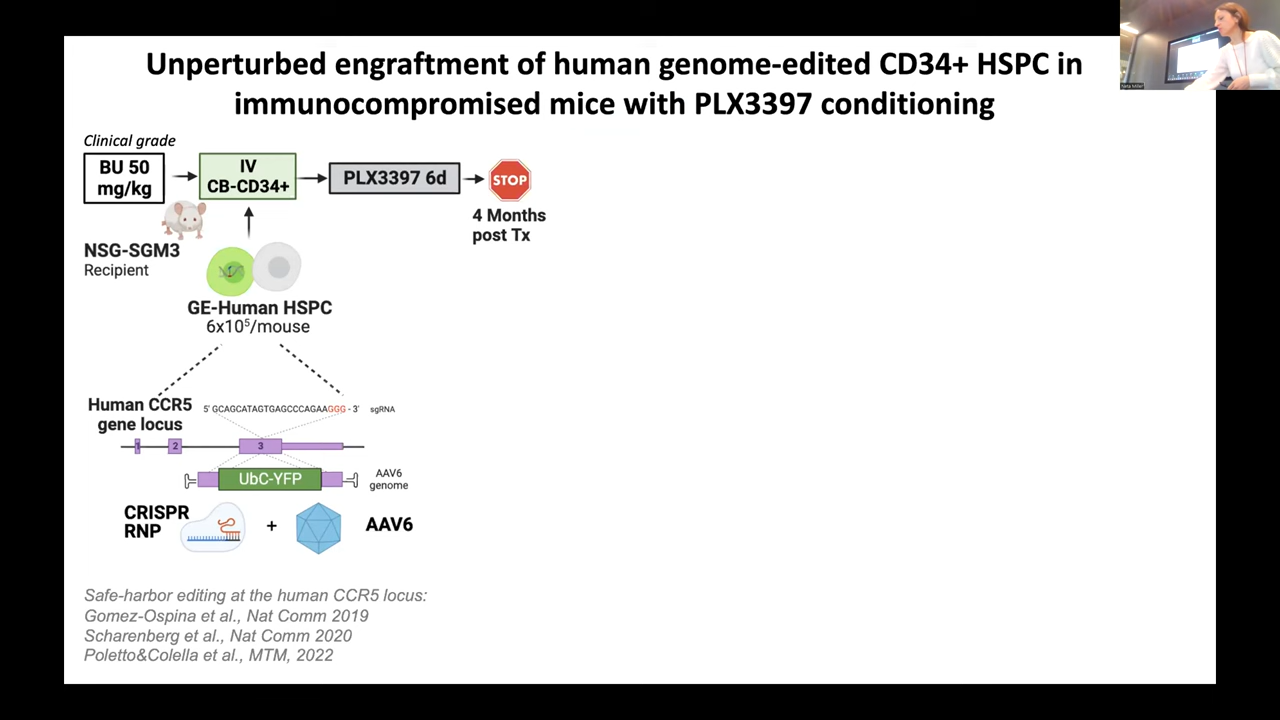 Unperturbed engraftment of human genome-edited CD34+ HSPC in
immunocompromised mice with PLX3397 conditioning
Clinical grade
BU 50
mg/kg
IV
CB-CD34+
PLX3397 6d
STOP
4 Months
post Tx
NSG-SGM3
Recipient
GE-Human HSPC
6x10⁵/mouse
Human CCR5
gene locus
5' GCAGCATAGTGAGCCCAGAAGGG - 3'
sgRNA
1
2
3
UbC-YFP
AAV6
genome
CRISPR
RNP
+
AAV6
Safe-harbor editing at the human CCR5 locus:
Gomez-Ospina et al., Nat Comm 2019
Scharenberg et al., Nat Comm 2020
Poletto&Colella et al., MTM, 2022